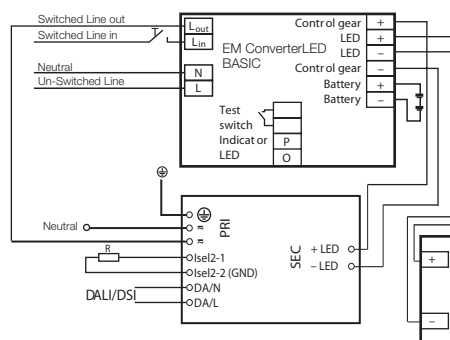 Switched Line out
Switched Line in
Neutral
Un-Switched Line
Lout
Lin
N
L
EM ConverterLED
BASIC
Control gear +
LED +
LED –
Control gear –
Battery +
Battery –
Test
switch
Indicator
LED
P
O
Neutral
R
DALI/DSI
PRI
Isel2-1
Isel2-2 (GND)
DA/N
DA/L
SEC
+ LED
– LED
+
–